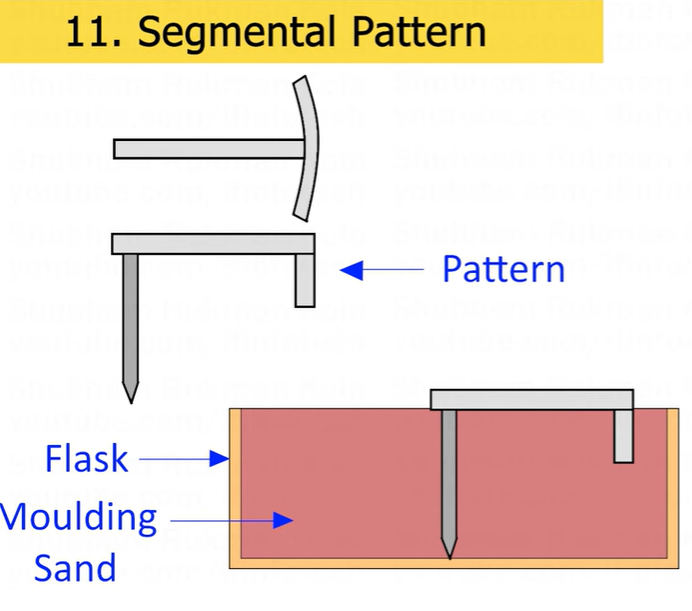 11. Segmental Pattern
Pattern
Flask
Moulding
Sand